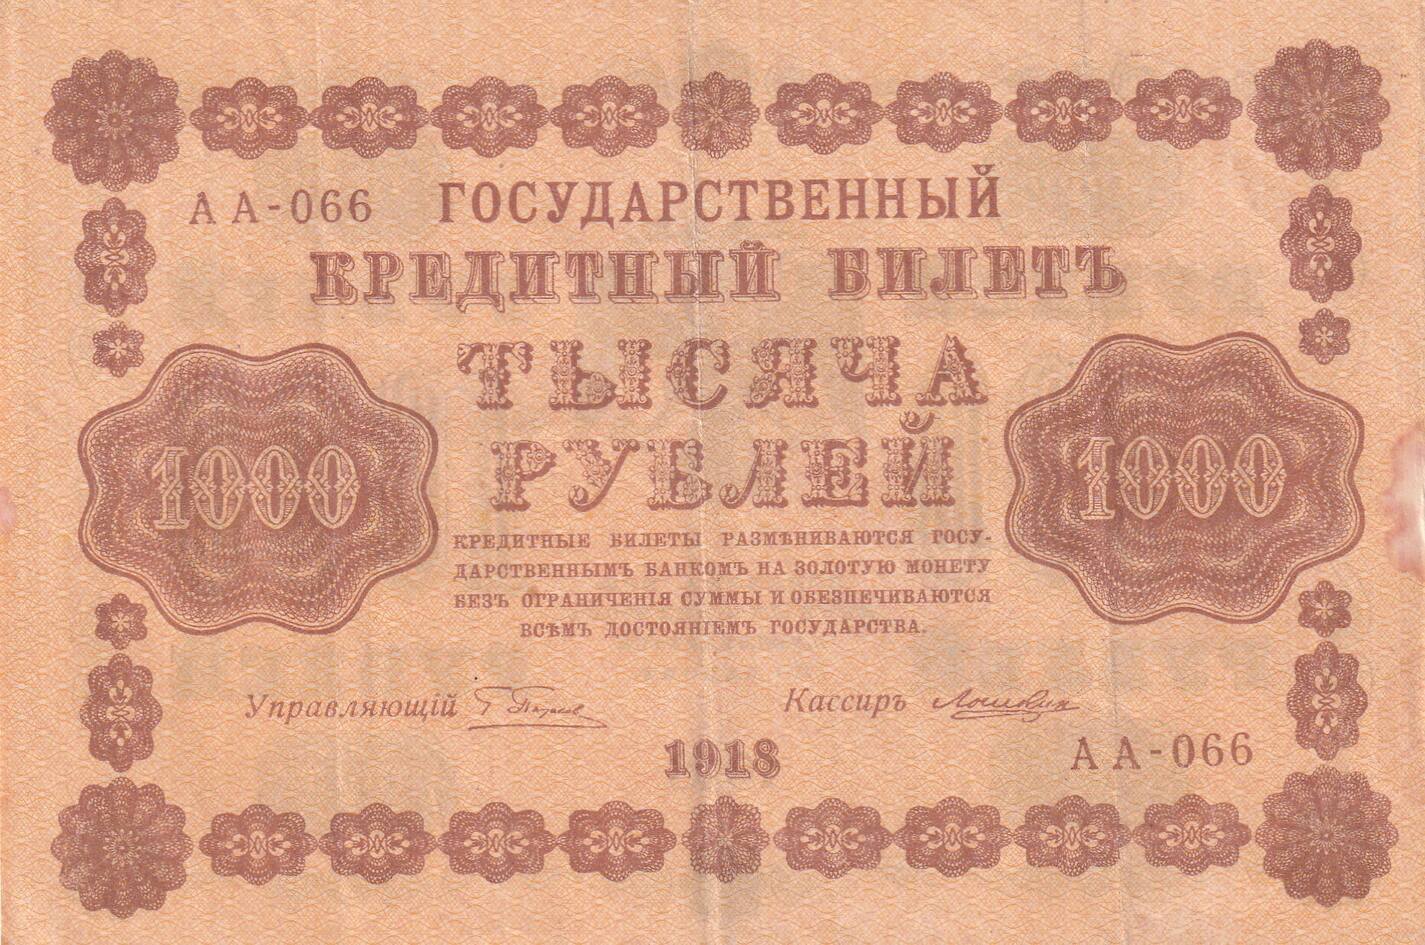 АА-066 ГОСУДАРСТВЕННЫЙ
КРЕДИТНЫЙ БИЛЕТЪ
ТЫСЯЧА
РУБЛЕЙ
1000
1000
КРЕДИТНЫЕ БИЛЕТЫ РАЗМѢНИВАЮТСЯ ГОСУ-
ДАРСТВЕННЫМЪ БАНКОМЪ НА ЗОЛОТУЮ МОНЕТУ
БЕЗЪ ОГРАНИЧЕНІЯ СУММЫ И ОБЕЗПЕЧИВАЮТСЯ
ВСѢМЪ ДОСТОЯНІЕМЪ ГОСУДАРСТВА.
Управляющій
Кассиръ
1918
АА-066